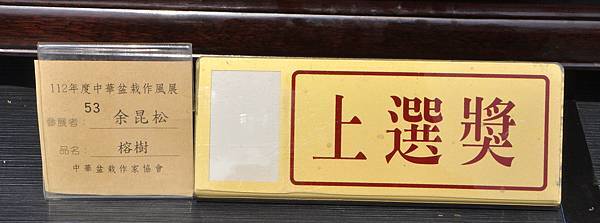 112年度中華盆栽作風展
53
參展者：余昆松
品名：榕樹
中華盆栽作家協會
上選獎